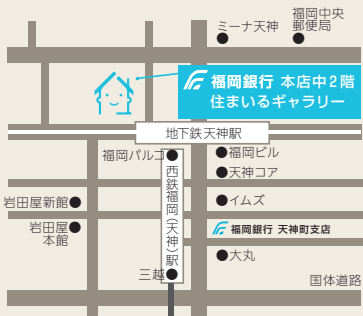 ミーナ天神
福岡中央
郵便局
福岡銀行 本店中2階
住まいるギャラリー
地下鉄天神駅
福岡パルコ
福岡ビル
天神コア
西鉄福岡(天神)駅
岩田屋新館
イムズ
岩田屋
本館
福岡銀行 天神町支店
大丸
三越
国体道路